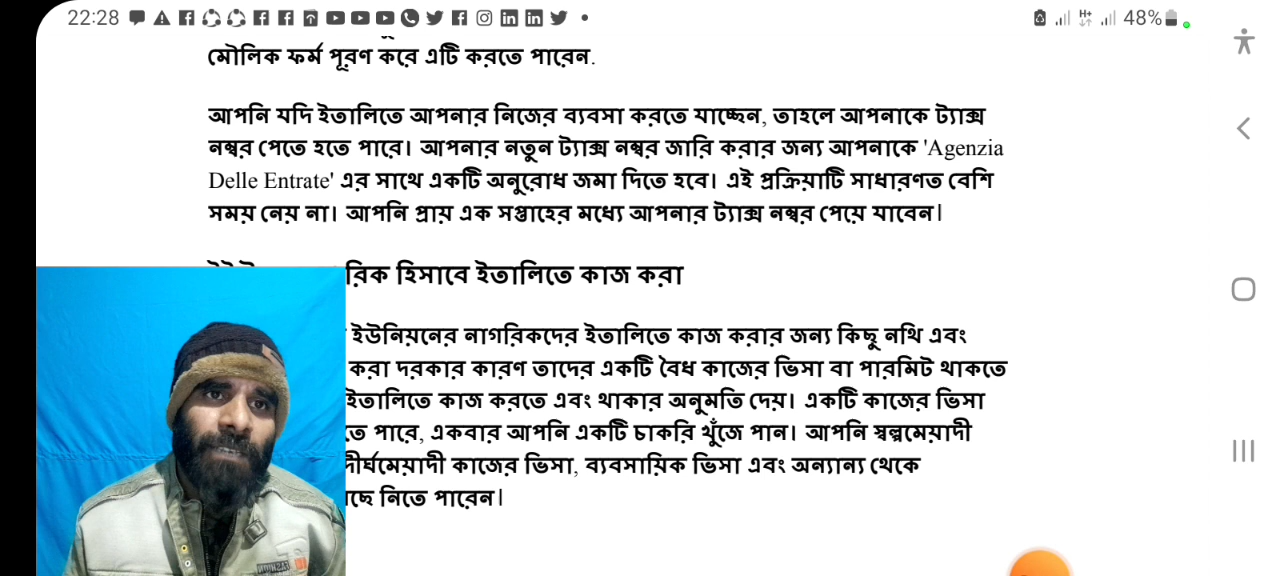 22:28
48%
মৌলিক ফর্ম পূরণ করে এটি করতে পারেন.
আপনি যদি ইতালিতে আপনার নিজের ব্যবসা করতে যাচ্ছেন, তাহলে আপনাকে ট্যাক্স
নম্বর পেতে হতে পারে। আপনার নতুন ট্যাক্স নম্বর জারি করার জন্য আপনাকে 'Agenzia
Delle Entrate' এর সাথে একটি অনুরোধ জমা দিতে হবে। এই প্রক্রিয়াটি সাধারণত বেশি
সময় নেয় না। আপনি প্রায় এক সপ্তাহের মধ্যে আপনার ট্যাক্স নম্বর পেয়ে যাবেন।
হিসাবে ইতালিতে কাজ করা
ইউনিয়নের নাগরিকদের ইতালিতে কাজ করার জন্য কিছু নথি এবং
করা দরকার কারণ তাদের একটি বৈধ কাজের ভিসা বা পারমিট থাকতে
ইতালিতে কাজ করতে এবং থাকার অনুমতি দেয়। একটি কাজের ভিসা
পারে, একবার আপনি একটি চাকরি খুঁজে পান। আপনি স্বল্পমেয়াদী
দীর্ঘমেয়াদী কাজের ভিসা, ব্যবসায়িক ভিসা এবং অন্যান্য থেকে
নিতে পারেন।